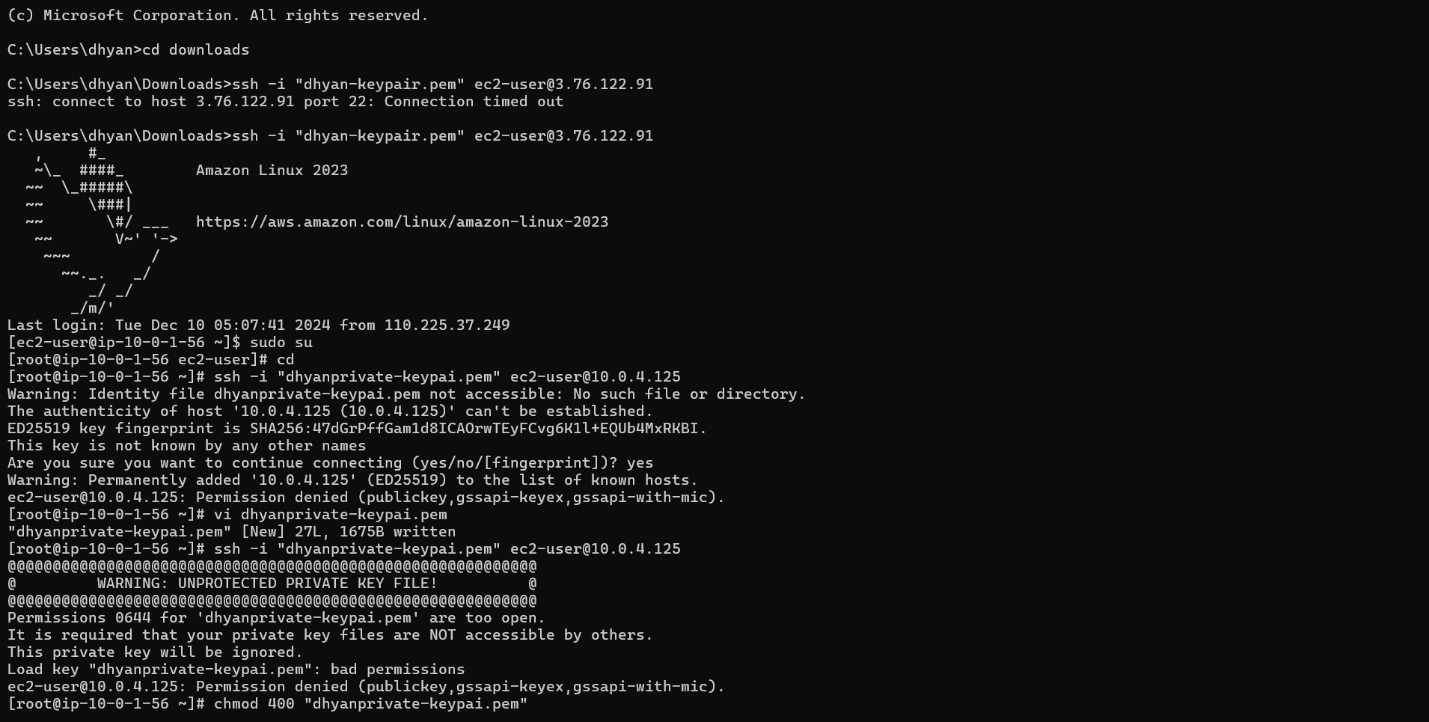 (c) Microsoft Corporation. All rights reserved.

C:\Users\dhyan>cd downloads

C:\Users\dhyan\Downloads>ssh -i "dhyan-keypair.pem" ec2-user@3.76.122.91
ssh: connect to host 3.76.122.91 port 22: Connection timed out

C:\Users\dhyan\Downloads>ssh -i "dhyan-keypair.pem" ec2-user@3.76.122.91
   ,     #_
   ~\_  ####_        Amazon Linux 2023
  ~~  \_#####\
  ~~     \###|
  ~~       \#/ ___   https://aws.amazon.com/linux/amazon-linux-2023
   ~~       V~' '->
    ~~~         /
      ~~._.   _/
         _/ _/
       _/m/'
Last login: Tue Dec 10 05:07:41 2024 from 110.225.37.249
[ec2-user@ip-10-0-1-56 ~]$ sudo su
[root@ip-10-0-1-56 ec2-user]# cd
[root@ip-10-0-1-56 ~]# ssh -i "dhyanprivate-keypai.pem" ec2-user@10.0.4.125
Warning: Identity file dhyanprivate-keypai.pem not accessible: No such file or directory.
The authenticity of host '10.0.4.125 (10.0.4.125)' can't be established.
ED25519 key fingerprint is SHA256:47dGrPffGam1d8ICAOrwTEyFCvg6K1l+EQUb4MxRKBI.
This key is not known by any other names
Are you sure you want to continue connecting (yes/no/[fingerprint])? yes
Warning: Permanently added '10.0.4.125' (ED25519) to the list of known hosts.
ec2-user@10.0.4.125: Permission denied (publickey,gssapi-keyex,gssapi-with-mic).
[root@ip-10-0-1-56 ~]# vi dhyanprivate-keypai.pem
"dhyanprivate-keypai.pem" [New] 27L, 1675B written
[root@ip-10-0-1-56 ~]# ssh -i "dhyanprivate-keypai.pem" ec2-user@10.0.4.125
@@@@@@@@@@@@@@@@@@@@@@@@@@@@@@@@@@@@@@@@@@@@@@@@@@@@@@@@@@@
@         WARNING: UNPROTECTED PRIVATE KEY FILE!          @
@@@@@@@@@@@@@@@@@@@@@@@@@@@@@@@@@@@@@@@@@@@@@@@@@@@@@@@@@@@
Permissions 0644 for 'dhyanprivate-keypai.pem' are too open.
It is required that your private key files are NOT accessible by others.
This private key will be ignored.
Load key "dhyanprivate-keypai.pem": bad permissions
ec2-user@10.0.4.125: Permission denied (publickey,gssapi-keyex,gssapi-with-mic).
[root@ip-10-0-1-56 ~]# chmod 400 "dhyanprivate-keypai.pem"